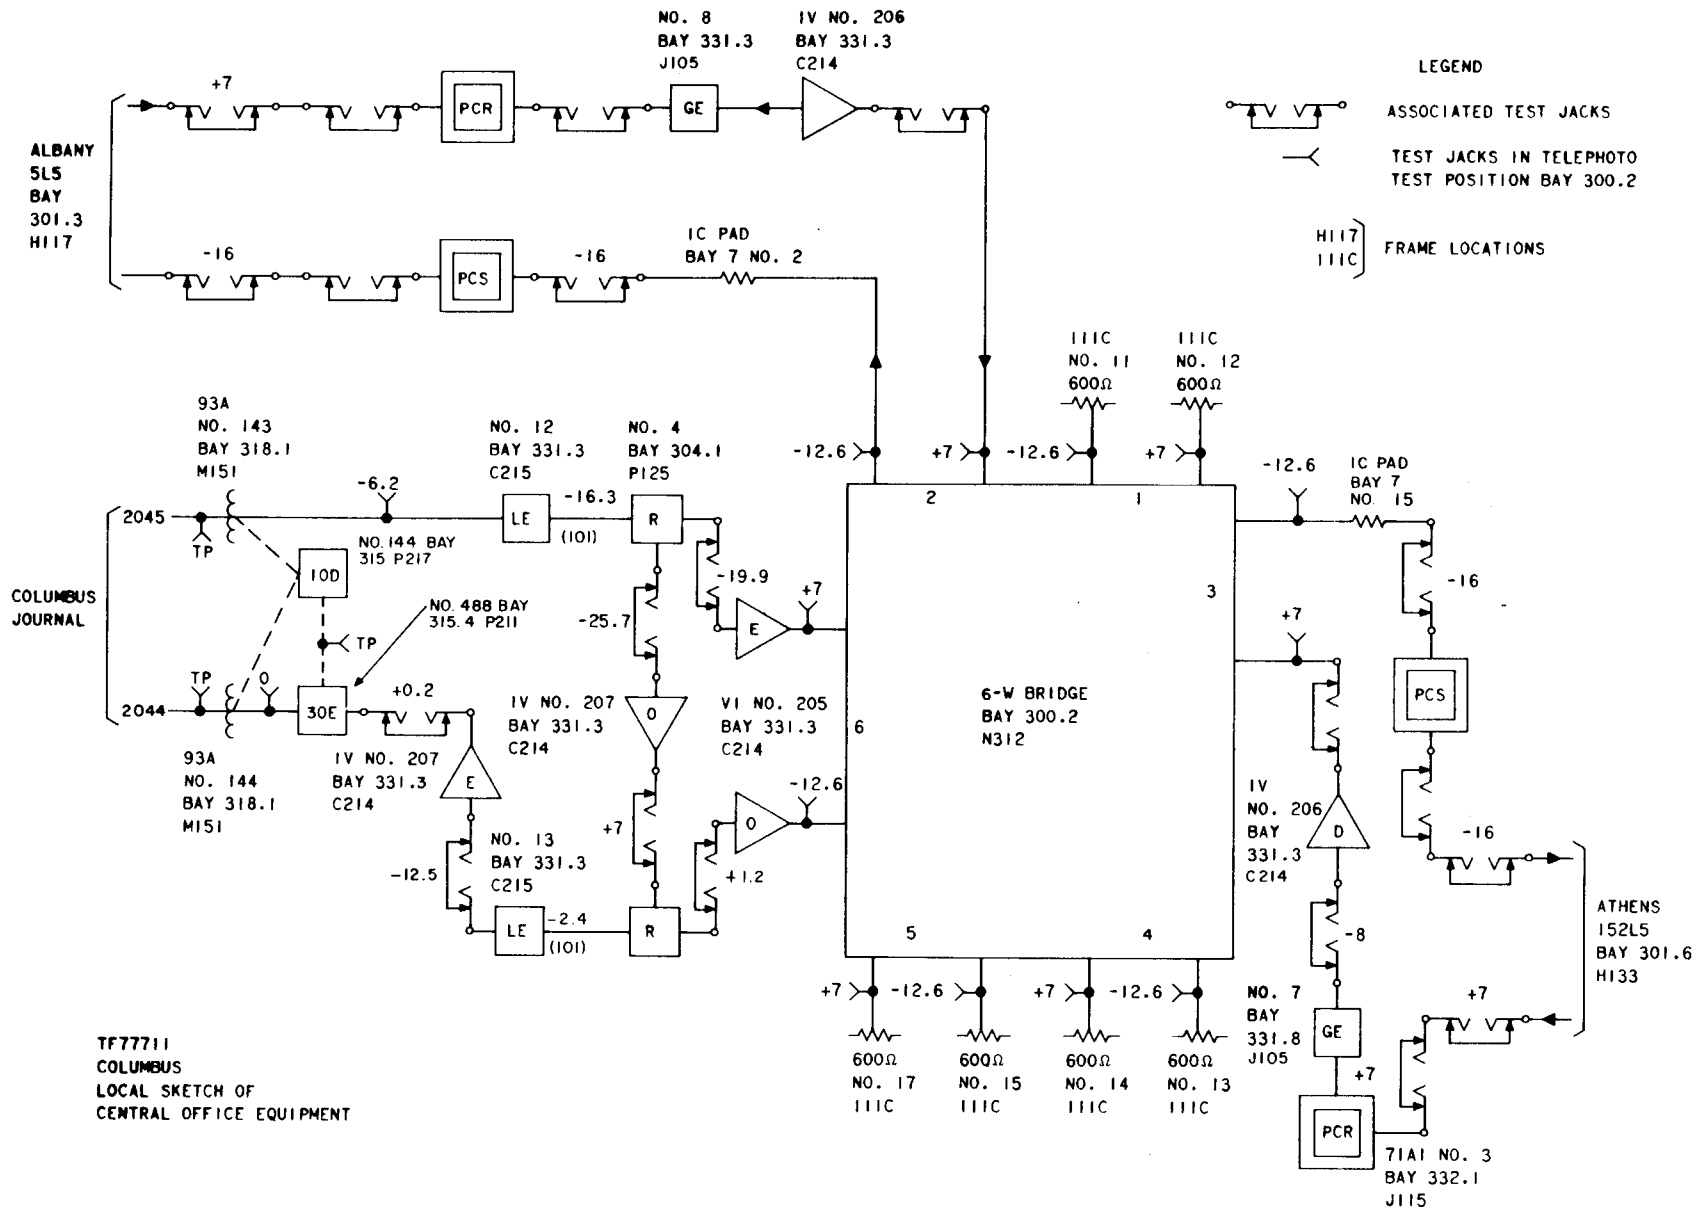 NO. 8
BAY 331.3
J105
IV NO. 206
BAY 331.3
C214
LEGEND
ASSOCIATED TEST JACKS
TEST JACKS IN TELEPHOTO
TEST POSITION BAY 300.2
H117
111C
FRAME LOCATIONS
ALBANY
5L5
BAY
301.3
H117
+7
PCR
GE
-16
PCS
-16
1C PAD
BAY 7 NO. 2
111C
NO. 11
600Ω
111C
NO. 12
600Ω
-12.6
+7
-12.6
+7
93A
NO. 143
BAY 318.1
M151
NO. 12
BAY 331.3
C215
NO. 4
BAY 304.1
P125
COLUMBUS
JOURNAL
2045
TP
-6.2
LE
-16.3
(101)
R
NO. 144 BAY
315 P217
10D
TP
NO. 488 BAY
315.4 P211
-19.9
E
+7
-25.7
2044
TP
0
30E
+0.2
93A
NO. 144
BAY 318.1
M151
IV NO. 207
BAY 331.3
C214
E
IV NO. 207
BAY 331.3
C214
0
VI NO. 205
BAY 331.3
C214
-12.6
0
+7
+1.2
-12.5
NO. 13
BAY 331.3
C215
LE
-2.4
(101)
R
2
1
3
6
5
4
6-W BRIDGE
BAY 300.2
N312
-12.6
1C PAD
BAY 7
NO. 15
-16
PCS
-16
+7
IV
NO. 206
BAY
331.3
C214
D
-8
NO. 7
BAY
331.8
J105
GE
+7
PCR
71A1 NO. 3
BAY 332.1
J115
+7
ATHENS
152L5
BAY 301.6
H133
+7
600Ω
NO. 17
111C
-12.6
600Ω
NO. 15
111C
+7
600Ω
NO. 14
111C
-12.6
600Ω
NO. 13
111C
TF77711
COLUMBUS
LOCAL SKETCH OF
CENTRAL OFFICE EQUIPMENT